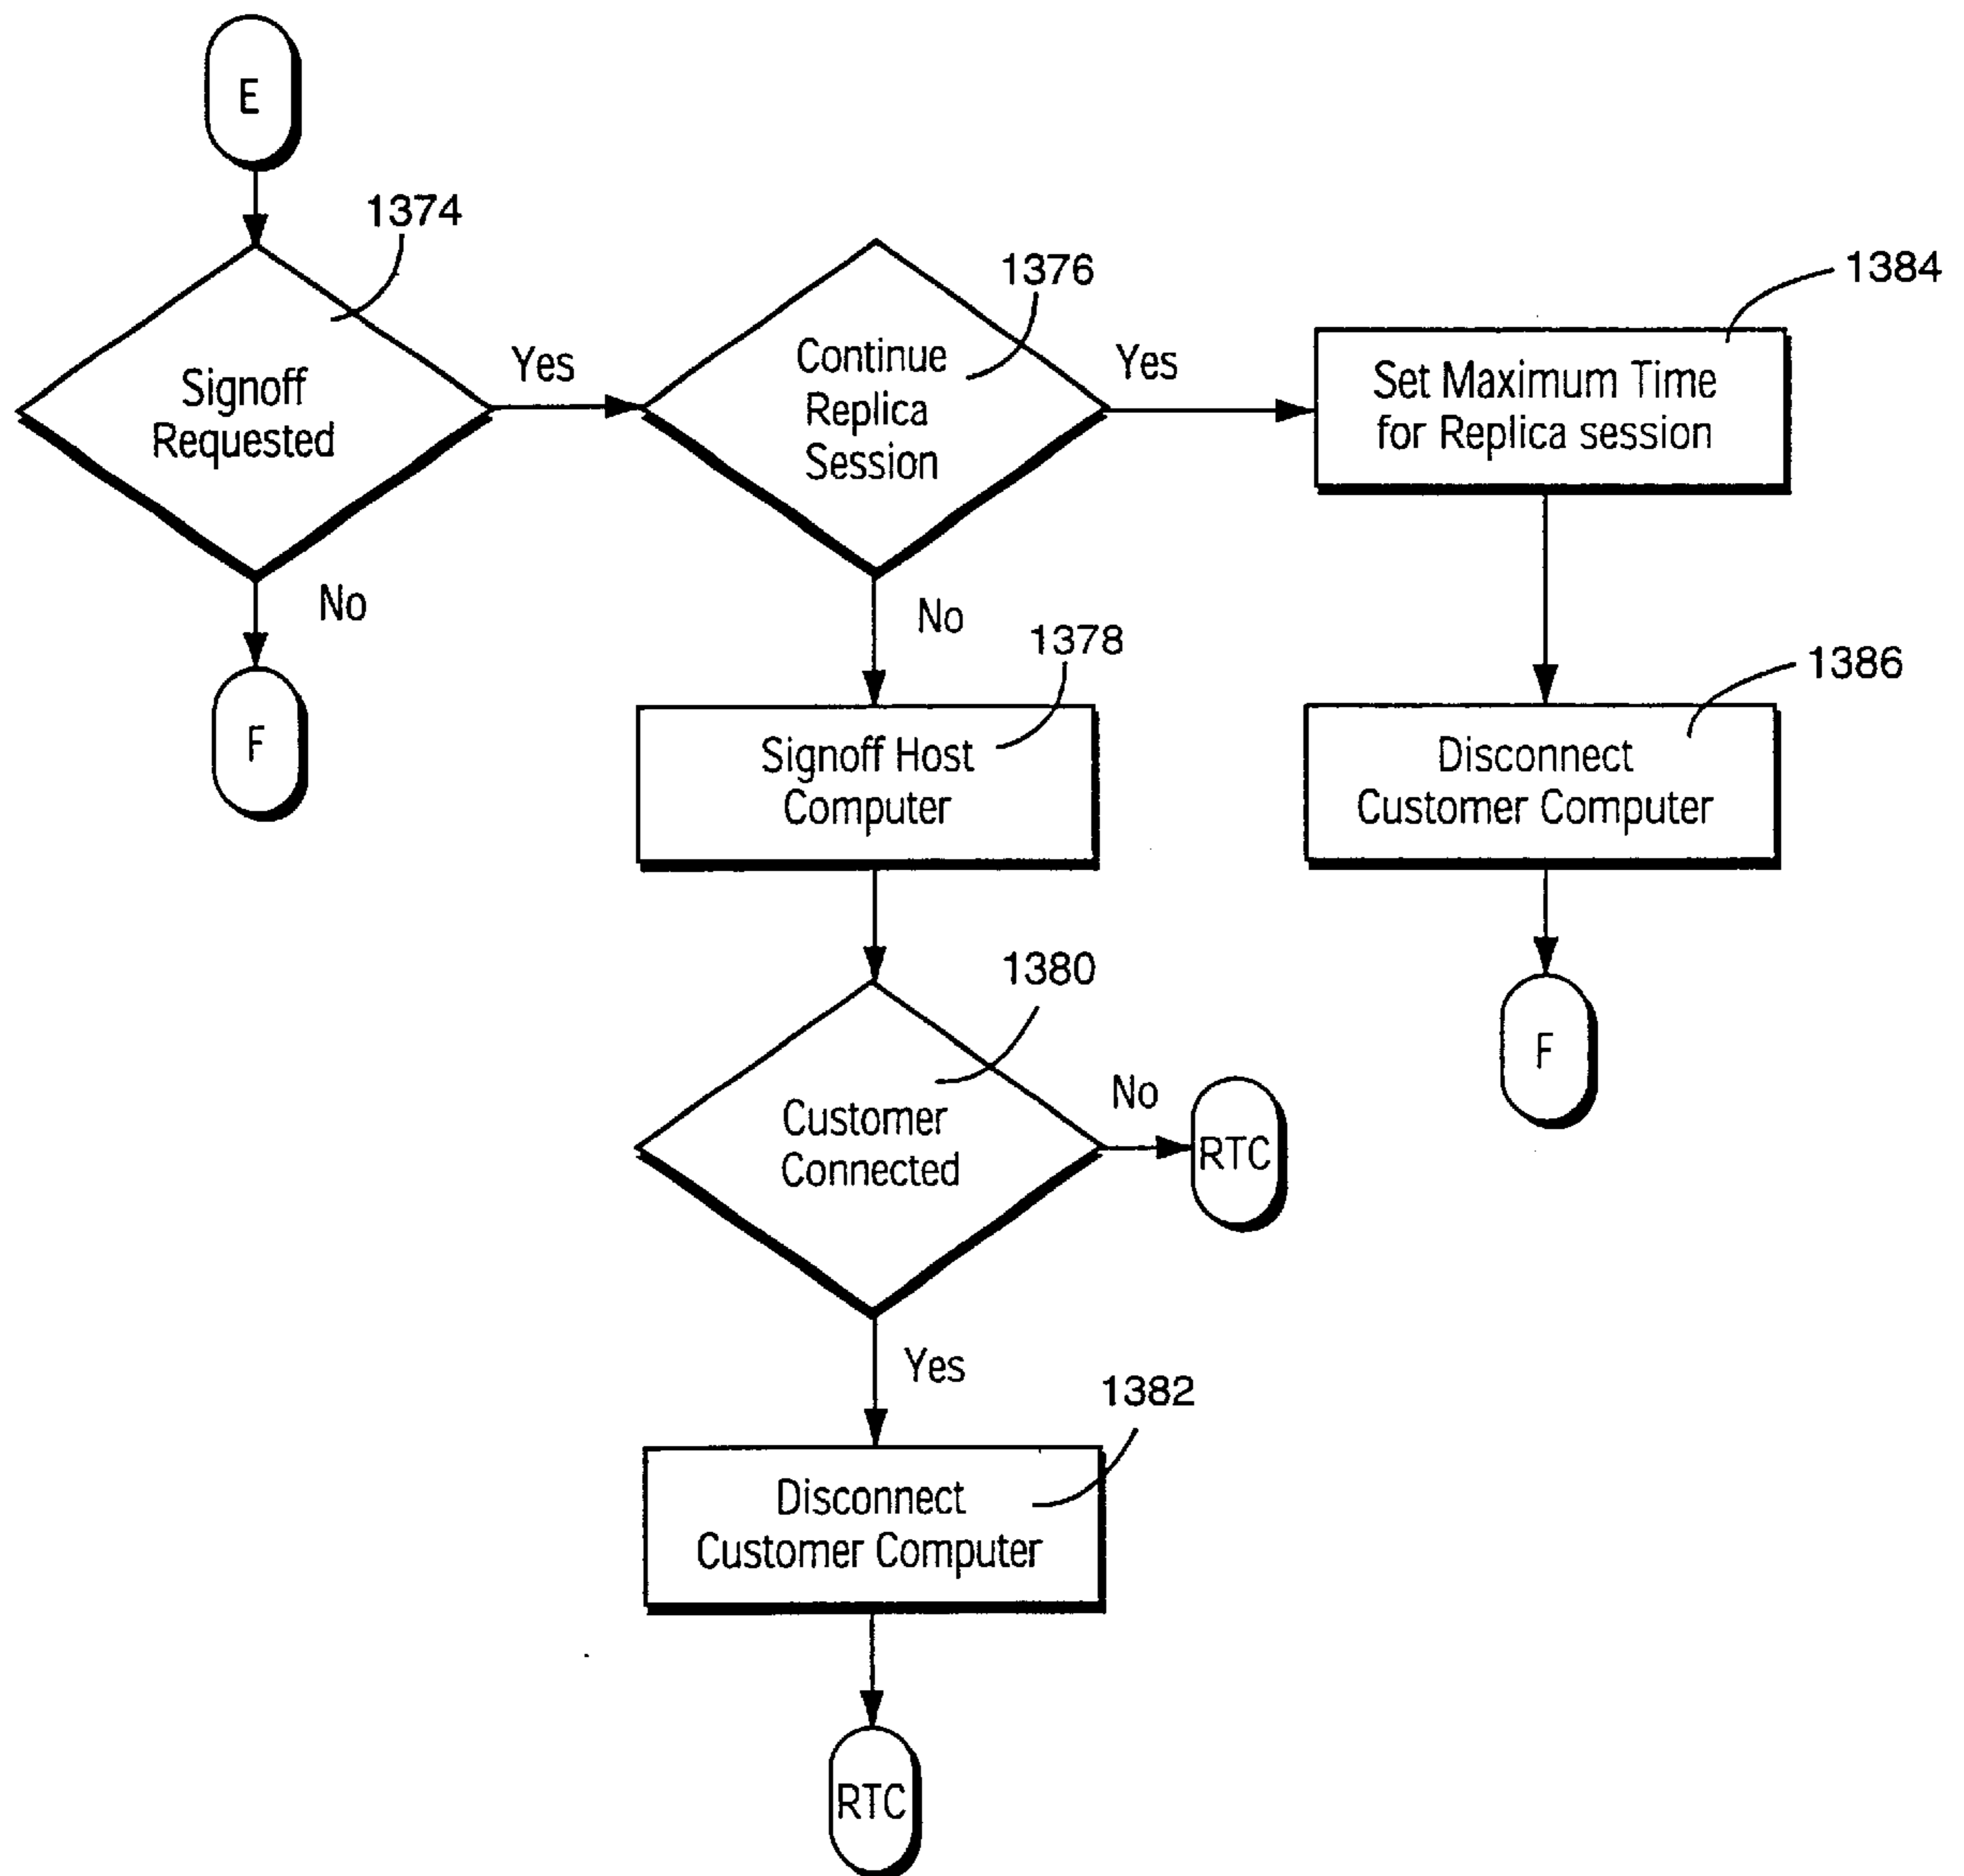 E
1374
Signoff
Requested
Yes
No
F
1376
Continue
Replica
Session
Yes
No
1384
Set Maximum Time
for Replica session
1378
Signoff Host
Computer
1386
Disconnect
Customer Computer
F
1380
Customer
Connected
No
RTC
Yes
1382
Disconnect
Customer Computer
RTC